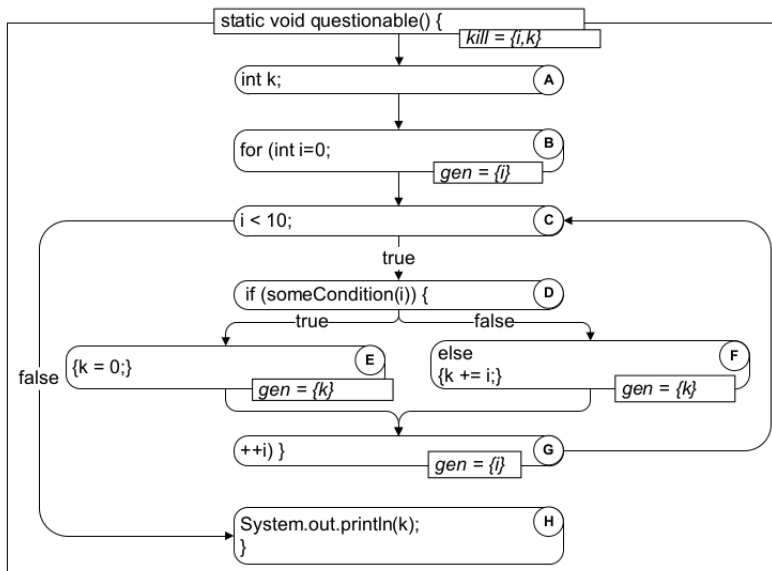 static void questionable() {
kill = {i,k}
int k;
A
for (int i=0;
B
gen = {i}
i < 10;
C
true
if (someCondition(i)) {
D
true
false
{k = 0;}
E
gen = {k}
else
{k += i;}
F
gen = {k}
false
++i) }
G
gen = {i}
System.out.println(k);
}
H